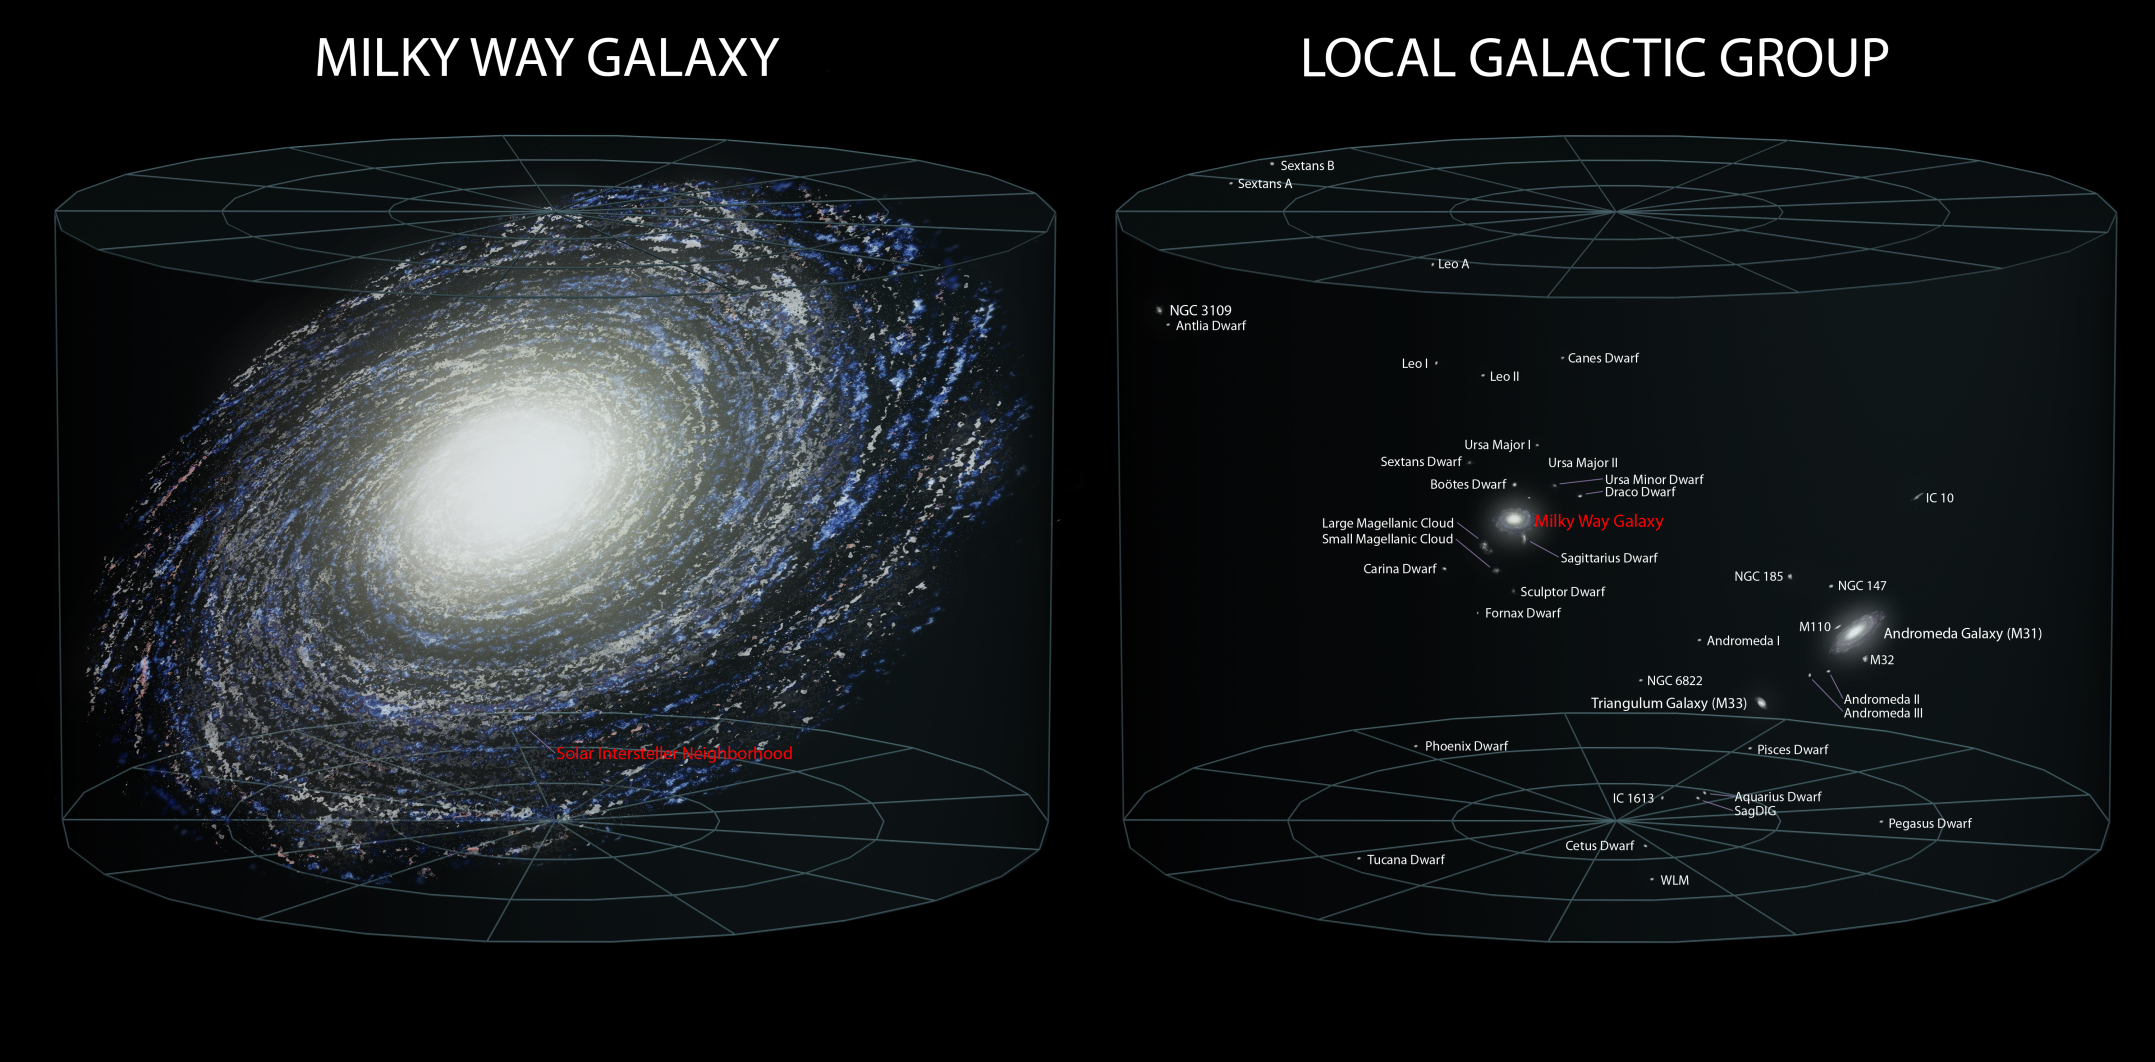 MILKY WAY GALAXY
Solar Intersteller Neighborhood
LOCAL GALACTIC GROUP
Sextans B
Sextans A
Leo A
NGC 3109
Antlia Dwarf
Canes Dwarf
Leo I
Leo II
Ursa Major I
Sextans Dwarf
Ursa Major II
Ursa Minor Dwarf
Boötes Dwarf
Draco Dwarf
IC 10
Milky Way Galaxy
Large Magellanic Cloud
Small Magellanic Cloud
Sagittarius Dwarf
Carina Dwarf
NGC 185
NGC 147
Sculptor Dwarf
Fornax Dwarf
M110
Andromeda Galaxy (M31)
Andromeda I
M32
NGC 6822
Andromeda II
Triangulum Galaxy (M33)
Andromeda III
Phoenix Dwarf
Pisces Dwarf
IC 1613
Aquarius Dwarf
SagDIG
Pegasus Dwarf
Cetus Dwarf
Tucana Dwarf
WLM